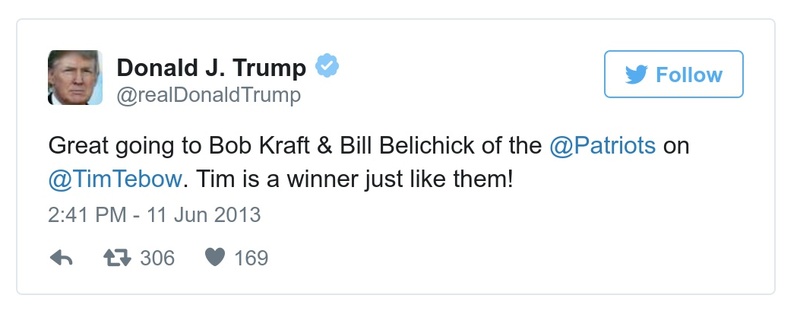 Donald J. Trump
@realDonaldTrump
Follow
Great going to Bob Kraft & Bill Belichick of the @Patriots on
@TimTebow. Tim is a winner just like them!
2:41 PM - 11 Jun 2013
306 169